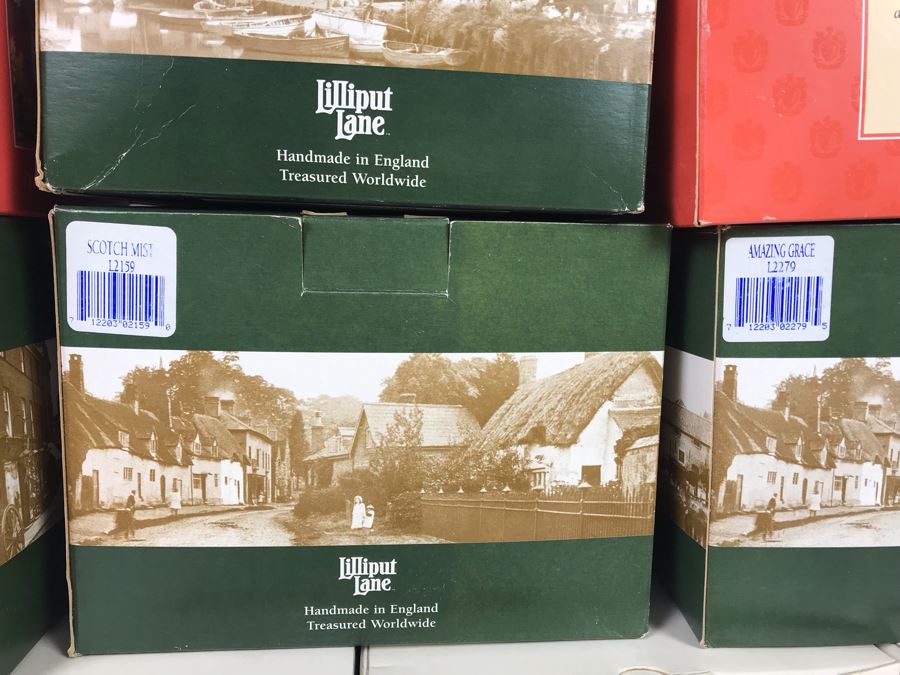 Lilliput
Lane
Handmade in England
Treasured Worldwide
SCOTCH MIST
L2159
7 12203 02159 0
AMAZING GRACE
L2279
7 12203 02279 5
Lilliput
Lane
Handmade in England
Treasured Worldwide